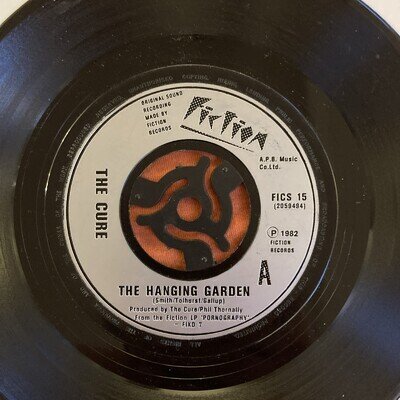 ORIGINAL SOUND
RECORDING
MADE BY
FICTION
RECORDS
Fiction
A.P.B. Music
Co.Ltd.
THE CURE
FICS 15
(2059484)
℗ 1982
FICTION
RECORDS
A
THE HANGING GARDEN
(Smith/Tolhurst/Gallup)
Produced by The Cure/Phil Thornally
From the Fiction LP "PORNOGRAPHY"
- FIXD 7